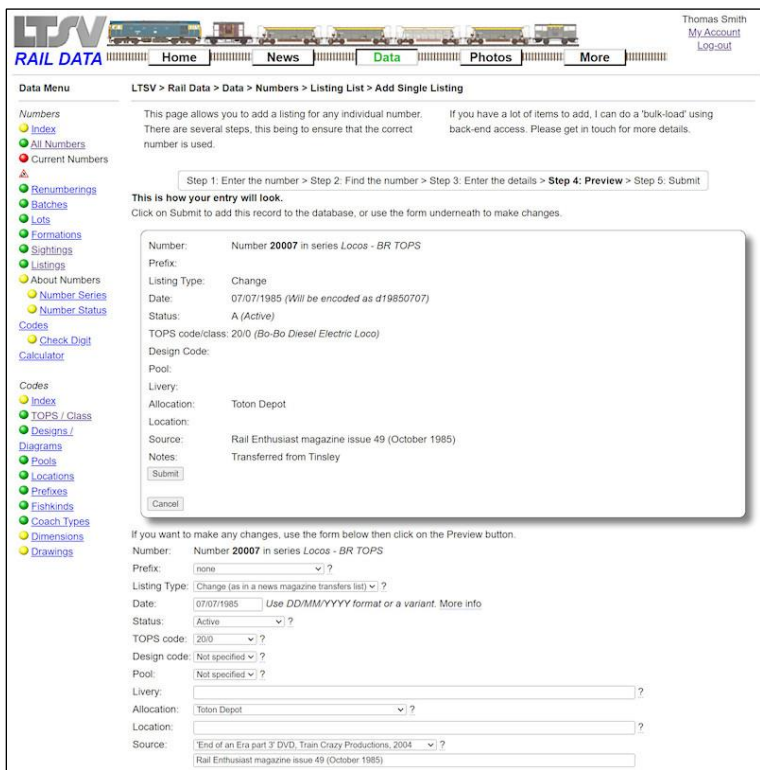 LTSV
RAIL DATA
Home
News
Data
Photos
More
Thomas Smith
My Account
Log-out
Data Menu
Numbers
Index
All Numbers
Current Numbers
Renumberings
Batches
Lots
Formations
Sightings
Listings
About Numbers
Number Series
Number Status
Codes
Check Digit
Calculator
Codes
Index
TOPS / Class
Designs /
Diagrams
Pools
Locations
Prefixes
Fishkinds
Coach Types
Dimensions
Drawings
LTSV > Rail Data > Data > Numbers > Listing List > Add Single Listing
This page allows you to add a listing for any individual number.
There are several steps, this being to ensure that the correct
number is used.
If you have a lot of items to add, I can do a 'bulk-load' using
back-end access. Please get in touch for more details.
Step 1: Enter the number > Step 2: Find the number > Step 3: Enter the details > Step 4: Preview > Step 5: Submit
This is how your entry will look.
Click on Submit to add this record to the database, or use the form underneath to make changes.
Number: Number 20007 in series Locos - BR TOPS
Prefix:
Listing Type: Change
Date: 07/07/1985 (Will be encoded as d19850707)
Status: A (Active)
TOPS code/class: 20/0 (Bo-Bo Diesel Electric Loco)
Design Code:
Pool:
Livery:
Allocation: Toton Depot
Location:
Source: Rail Enthusiast magazine issue 49 (October 1985)
Notes: Transferred from Tinsley
Submit
Cancel
If you want to make any changes, use the form below then click on the Preview button.
Number: Number 20007 in series Locos - BR TOPS
Prefix: none ?
Listing Type: Change (as in a news magazine transfers list) ?
Date: 07/07/1985 Use DD/MM/YYYY format or a variant. More info
Status: Active ?
TOPS code: 20/0 ?
Design code: Not specified ?
Pool: Not specified ?
Livery: ?
Allocation: Toton Depot ?
Location: ?
Source: 'End of an Era part 3' DVD, Train Crazy Productions, 2004 ?
Rail Enthusiast magazine issue 49 (October 1985)